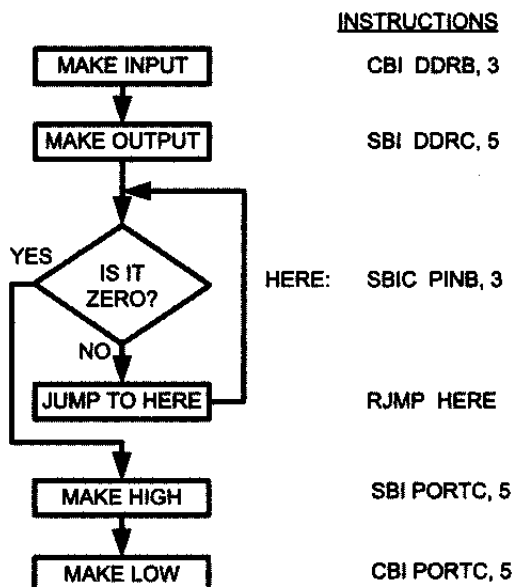 INSTRUCTIONS
MAKE INPUT CBI DDRB, 3
MAKE OUTPUT SBI DDRC, 5
YES
IS IT
ZERO?
HERE: SBIC PINB, 3
NO
JUMP TO HERE RJMP HERE
MAKE HIGH SBI PORTC, 5
MAKE LOW CBI PORTC, 5